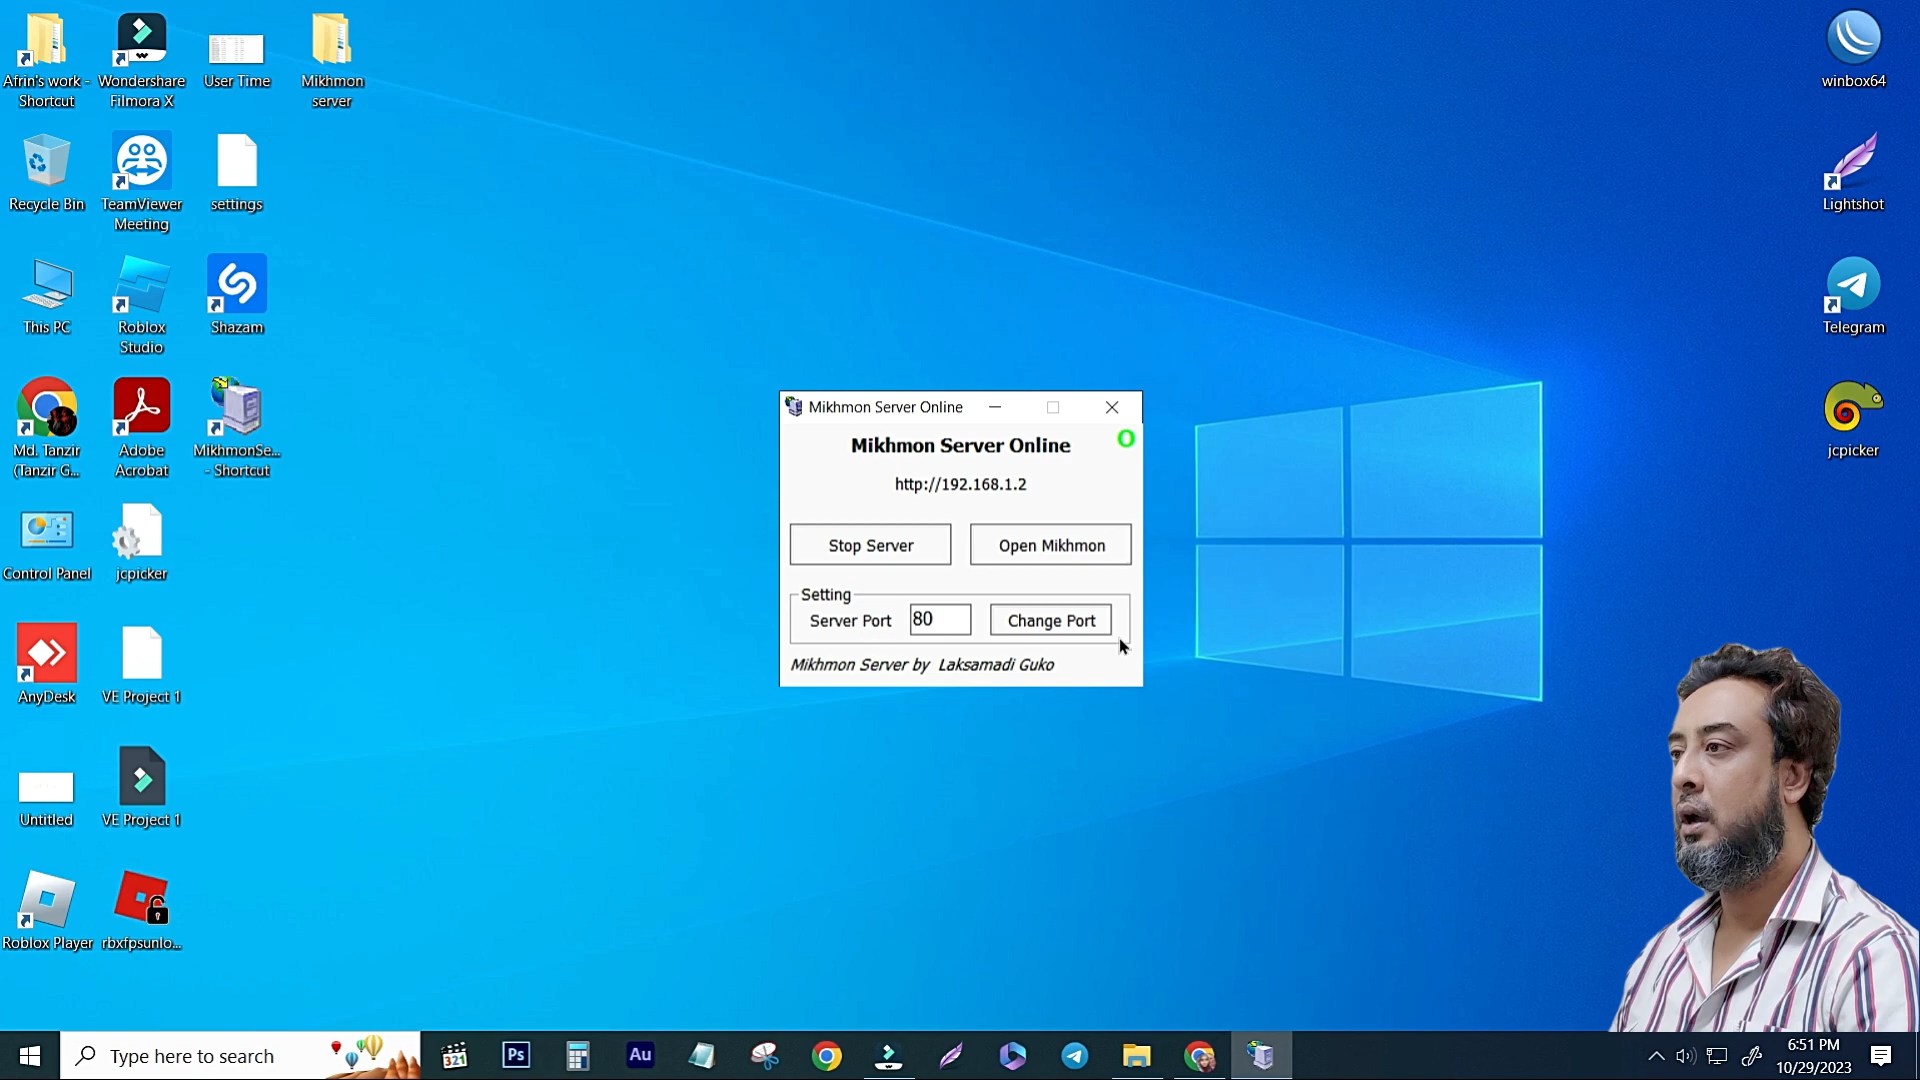 Afrin's work -
Shortcut
Wondershare
Filmora X
User Time
Mikhmon
server
winbox64
Recycle Bin
TeamViewer
Meeting
settings
Lightshot
This PC
Roblox
Studio
Shazam
Telegram
Md. Tanzir
(Tanzir G...
Adobe
Acrobat
MikhmonSe...
- Shortcut
jcpicker
Control Panel
jcpicker
AnyDesk
VE Project 1
Untitled
VE Project 1
Roblox Player
rbxfpsunlo...
Mikhmon Server Online
Mikhmon Server Online
O
http://192.168.1.2
Stop Server
Open Mikhmon
Setting
Server Port
80
Change Port
Mikhmon Server by Laksamadi Guko
Type here to search
321
Ps
Au
6:51 PM
10/29/2023